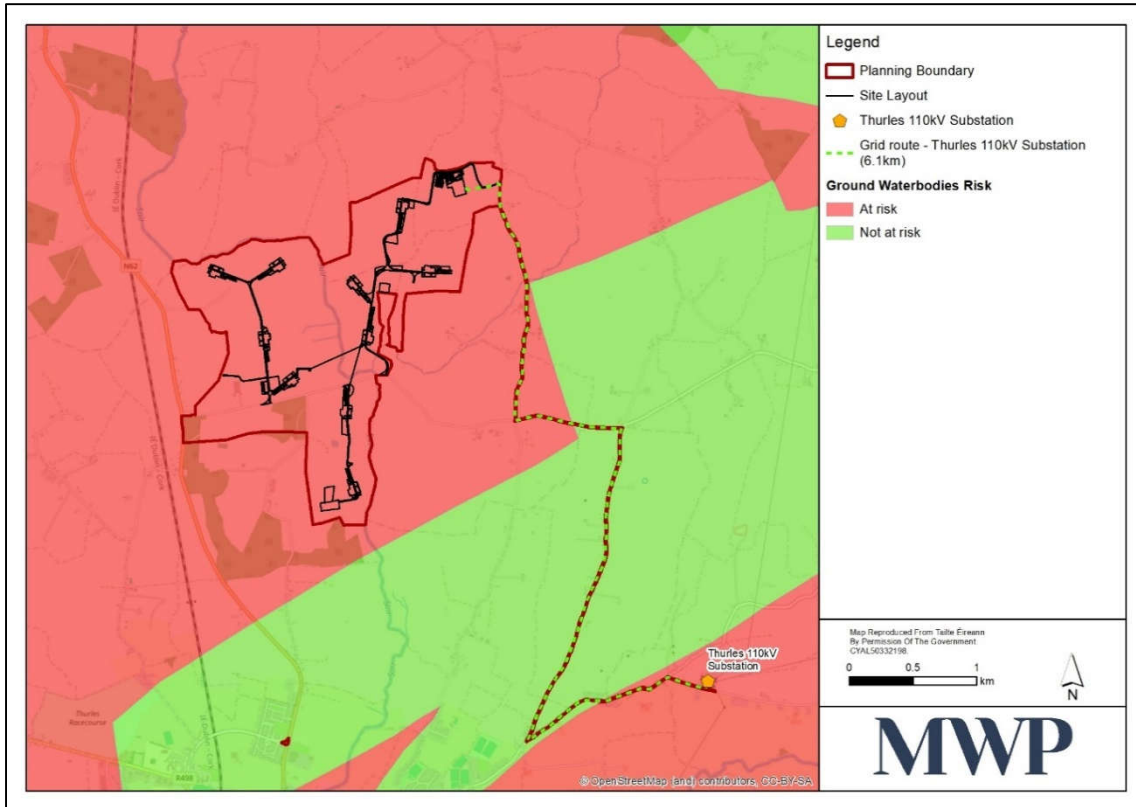 Legend
Planning Boundary
Site Layout
Thurles 110kV Substation
Grid route - Thurles 110kV Substation
(6.1km)
Ground Waterbodies Risk
At risk
Not at risk
N62
Thurles 110kV
Substation
Thurles
Racecourse
R498
© OpenStreetMap (and) contributors, CC-BY-SA
Map Reproduced From Tailte Éireann
By Permission Of The Government
CYAL50332198.
0 0.5 1
km
N
MWP